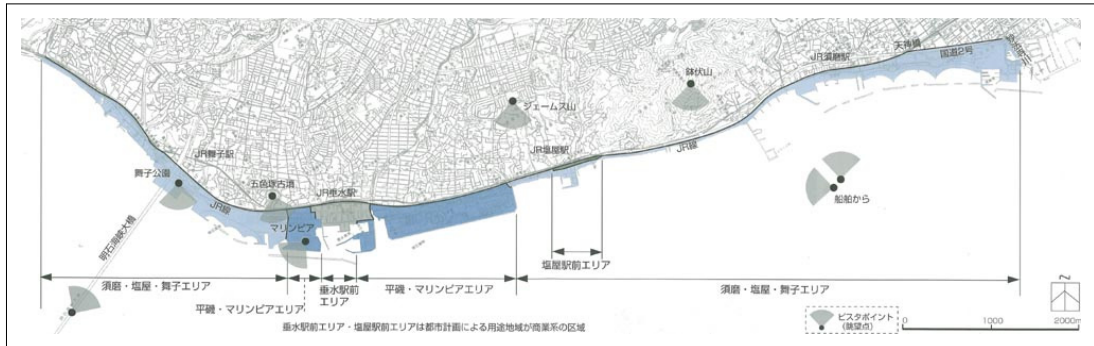 JR須磨駅
天神橋
国道2号
鉢伏山
ジェームス山
JR塩屋駅
JR線
JR舞子駅
舞子公園
五色塚古墳
JR垂水駅
JR線
マリンピア
船舶から
明石海峡大橋
塩屋駅前エリア
須磨・塩屋・舞子エリア
垂水駅前
エリア
平磯・マリンピアエリア
須磨・塩屋・舞子エリア
平磯・マリンピアエリア
垂水駅前エリア・塩屋駅前エリアは都市計画による用途地域が商業系の区域
ビスタポイント
(眺望点)
0 1000 2000m